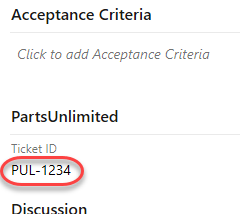 Acceptance Criteria
Click to add Acceptance Criteria
PartsUnlimited
Ticket ID
PUL-1234
Discussion